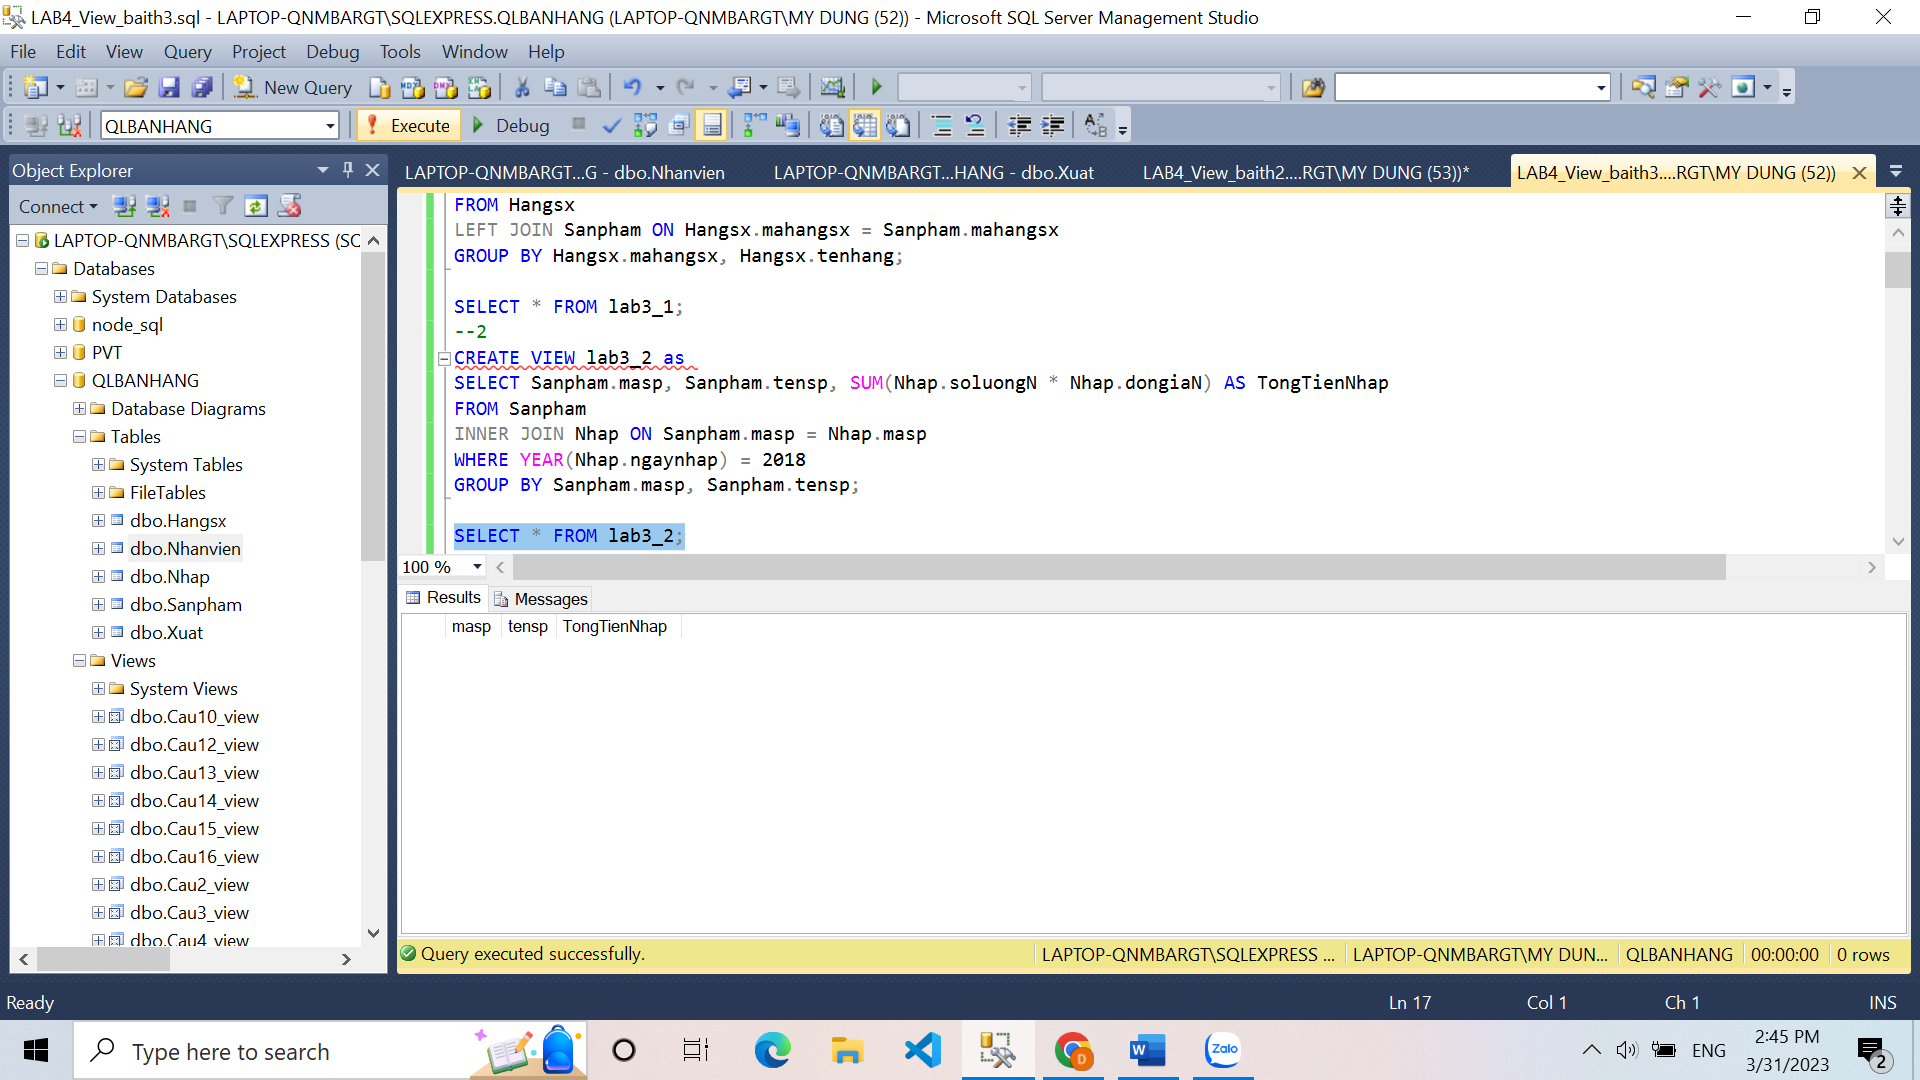 LAB4_View_baith3.sql - LAPTOP-QNMBARGT\SQLEXPRESS.QLBANHANG (LAPTOP-QNMBARGT\MY DUNG (52)) - Microsoft SQL Server Management Studio
File Edit View Query Project Debug Tools Window Help
New Query
QLBANHANG Execute Debug
Object Explorer
Connect
LAPTOP-QNMBARGT\SQLEXPRESS (SC
Databases
System Databases
node_sql
PVT
QLBANHANG
Database Diagrams
Tables
System Tables
FileTables
dbo.Hangsx
dbo.Nhanvien
dbo.Nhap
dbo.Sanpham
dbo.Xuat
Views
System Views
dbo.Cau10_view
dbo.Cau12_view
dbo.Cau13_view
dbo.Cau14_view
dbo.Cau15_view
dbo.Cau16_view
dbo.Cau2_view
dbo.Cau3_view
dbo.Cau4_view
LAPTOP-QNMBARGT...G - dbo.Nhanvien LAPTOP-QNMBARGT...HANG - dbo.Xuat LAB4_View_baith2....RGT\MY DUNG (53))* LAB4_View_baith3....RGT\MY DUNG (52))
FROM Hangsx
LEFT JOIN Sanpham ON Hangsx.mahangsx = Sanpham.mahangsx
GROUP BY Hangsx.mahangsx, Hangsx.tenhang;
SELECT * FROM lab3_1;
--2
CREATE VIEW lab3_2 as
SELECT Sanpham.masp, Sanpham.tensp, SUM(Nhap.soluongN * Nhap.dongiaN) AS TongTienNhap
FROM Sanpham
INNER JOIN Nhap ON Sanpham.masp = Nhap.masp
WHERE YEAR(Nhap.ngaynhap) = 2018
GROUP BY Sanpham.masp, Sanpham.tensp;
SELECT * FROM lab3_2;
100 %
Results Messages
masp tensp TongTienNhap
Query executed successfully. LAPTOP-QNMBARGT\SQLEXPRESS ... LAPTOP-QNMBARGT\MY DUN... QLBANHANG 00:00:00 0 rows
Ready Ln 17 Col 1 Ch 1 INS
Type here to search
Zalo
ENG
2:45 PM
3/31/2023
2